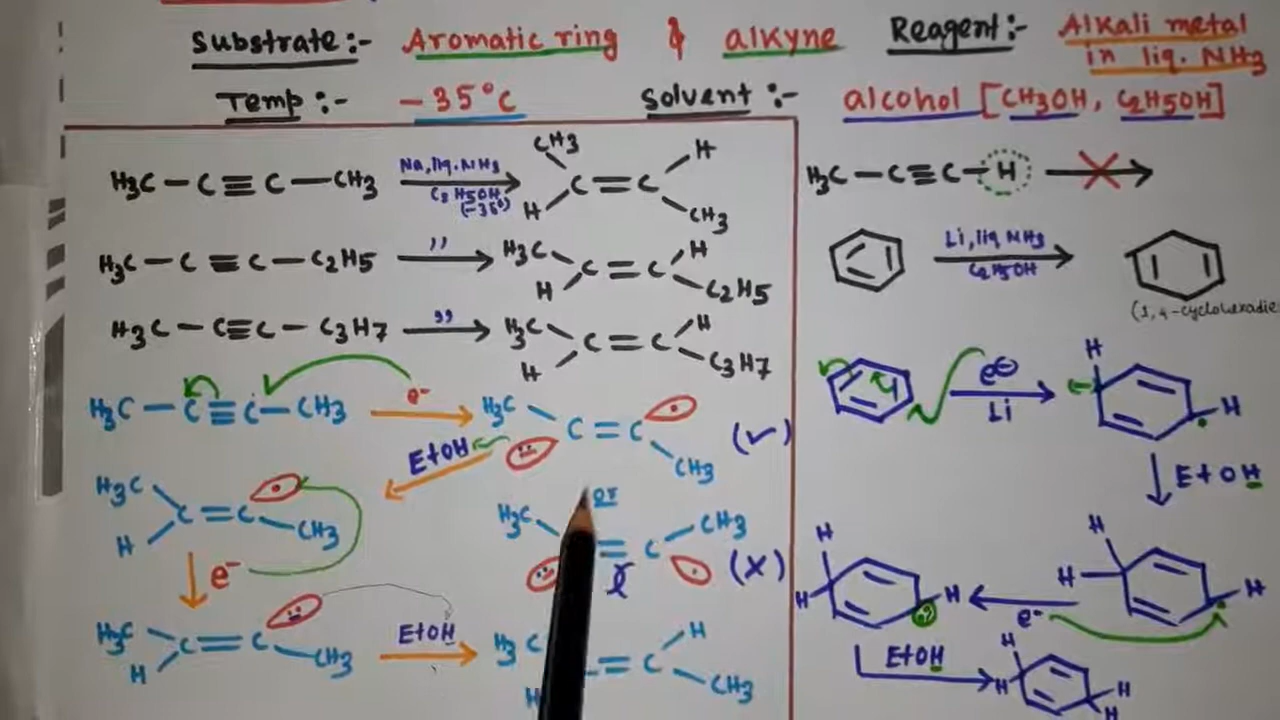 Substrate:- Aromatic ring & alkyne Reagent:- Alkali metal in liq. NH3
Temp:- -35°C Solvent:- alcohol [CH3OH, C2H5OH]
H3C - C ≡ C - CH3 Na, liq. NH3 C2H5OH (-35°) CH3 H C = C H CH3
H3C - C ≡ C - C2H5 ,, H3C H C = C H C2H5
H3C - C ≡ C - C3H7 ,, H3C H C = C H C3H7
H3C - C ≡ C - CH3 e- H3C C = C CH3 (✓)
EtOH
or
H3C H C = C CH3
H3C = C CH3 (x)
e-
H3C H C = C CH3 EtOH H3C C = C H H CH3
H3C - C ≡ C - H
Li, liq NH3 C2H5OH
(1,4-cyclohexadie
e⊖ Li H H
EtOH
H H H
e-
H H H
EtOH
H H H H